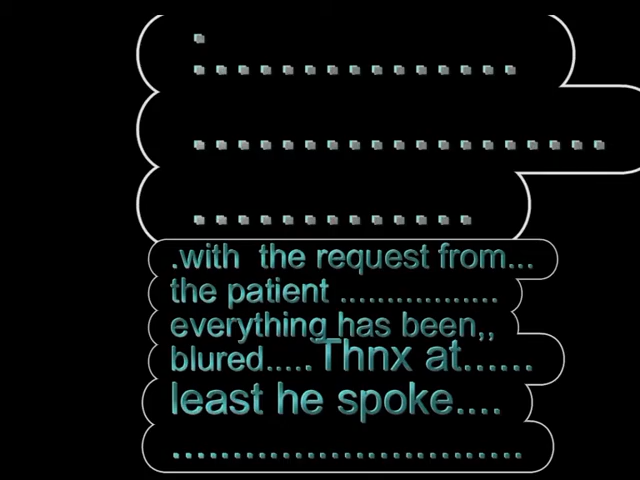 .
...............
...................
.............
.with the request from...
the patient .................
everything has been,,
blured.....Thnx at......
least he spoke....
............................